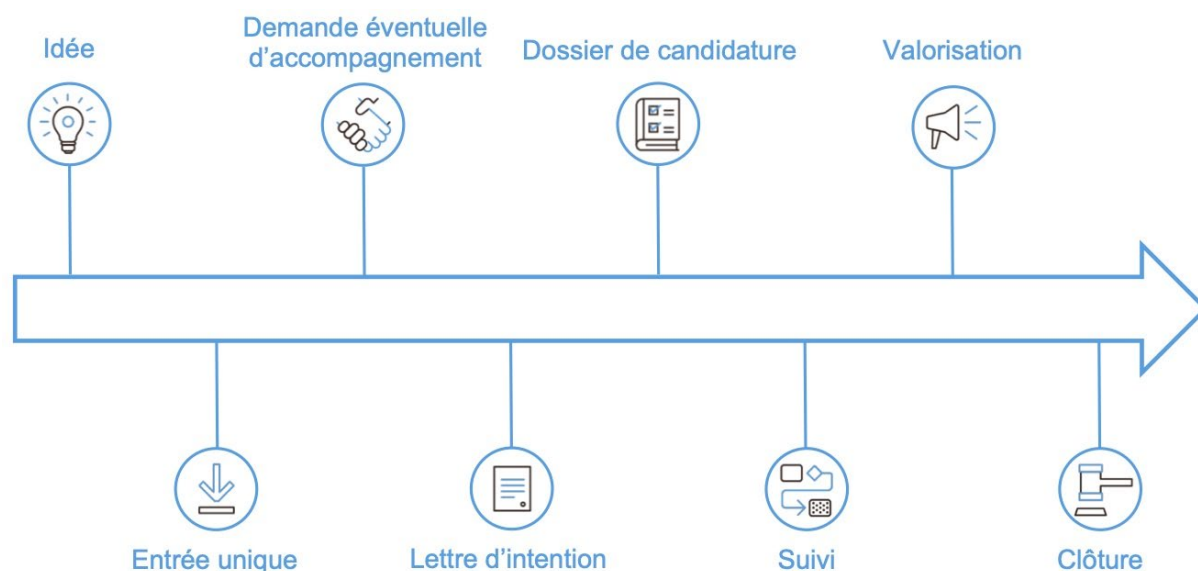 Idée
Demande éventuelle
d’accompagnement
Dossier de candidature
Valorisation
Entrée unique
Lettre d’intention
Suivi
Clôture